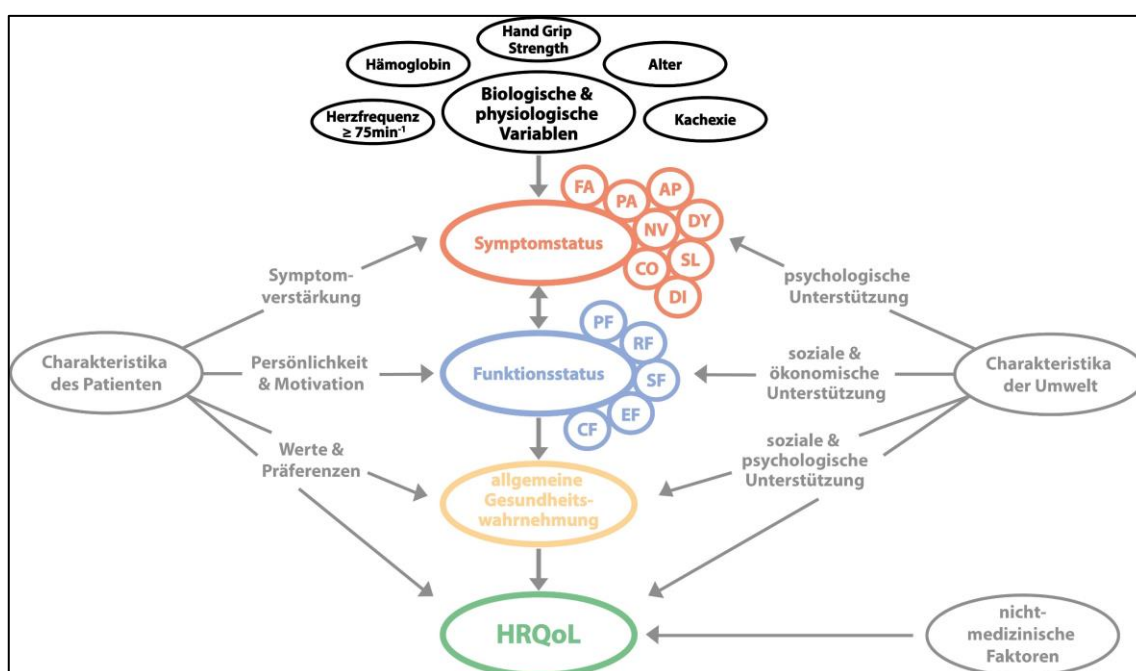 Hand Grip
Strength
Hämoglobin
Alter
Biologische &
physiologische
Variablen
Herzfrequenz
≥ 75min⁻¹
Kachexie
FA
PA
AP
DY
NV
SL
CO
DI
Symptomstatus
Symptom-
verstärkung
psychologische
Unterstützung
PF
RF
SF
EF
CF
Charakteristika
des Patienten
Persönlichkeit
& Motivation
Funktionsstatus
soziale &
ökonomische
Unterstützung
Charakteristika
der Umwelt
Werte &
Präferenzen
allgemeine
Gesundheits-
wahrnehmung
soziale &
psychologische
Unterstützung
HRQoL
nicht-
medizinische
Faktoren